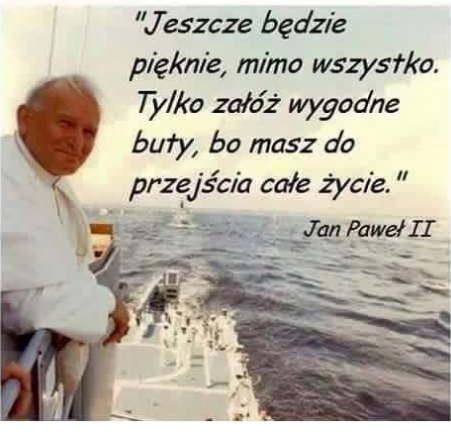 "Jeszcze będzie
pięknie, mimo wszystko.
Tylko załóż wygodne
buty, bo masz do
przejścia całe życie."
Jan Paweł II